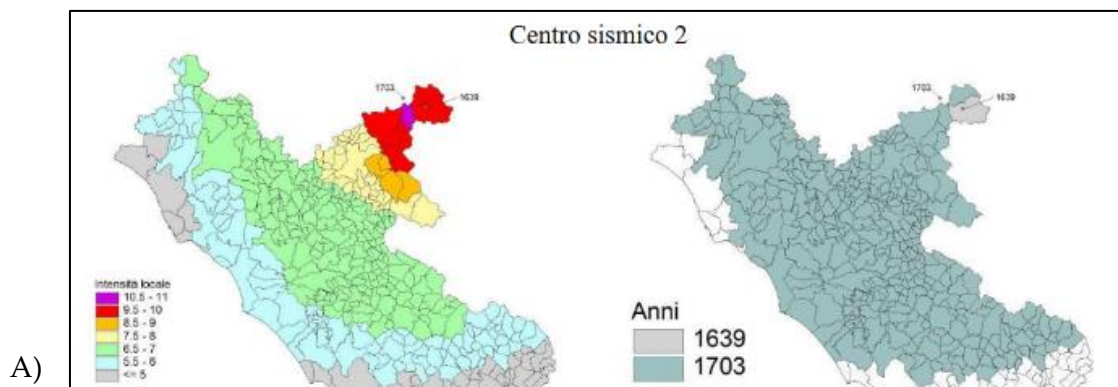 Centro sismico 2
1703
1639
1703
1639
Intensità locale
10.5 - 11
9.5 - 10
8.5 - 9
7.5 - 8
6.5 - 7
5.5 - 6
<= 5
Anni
1639
1703
A)